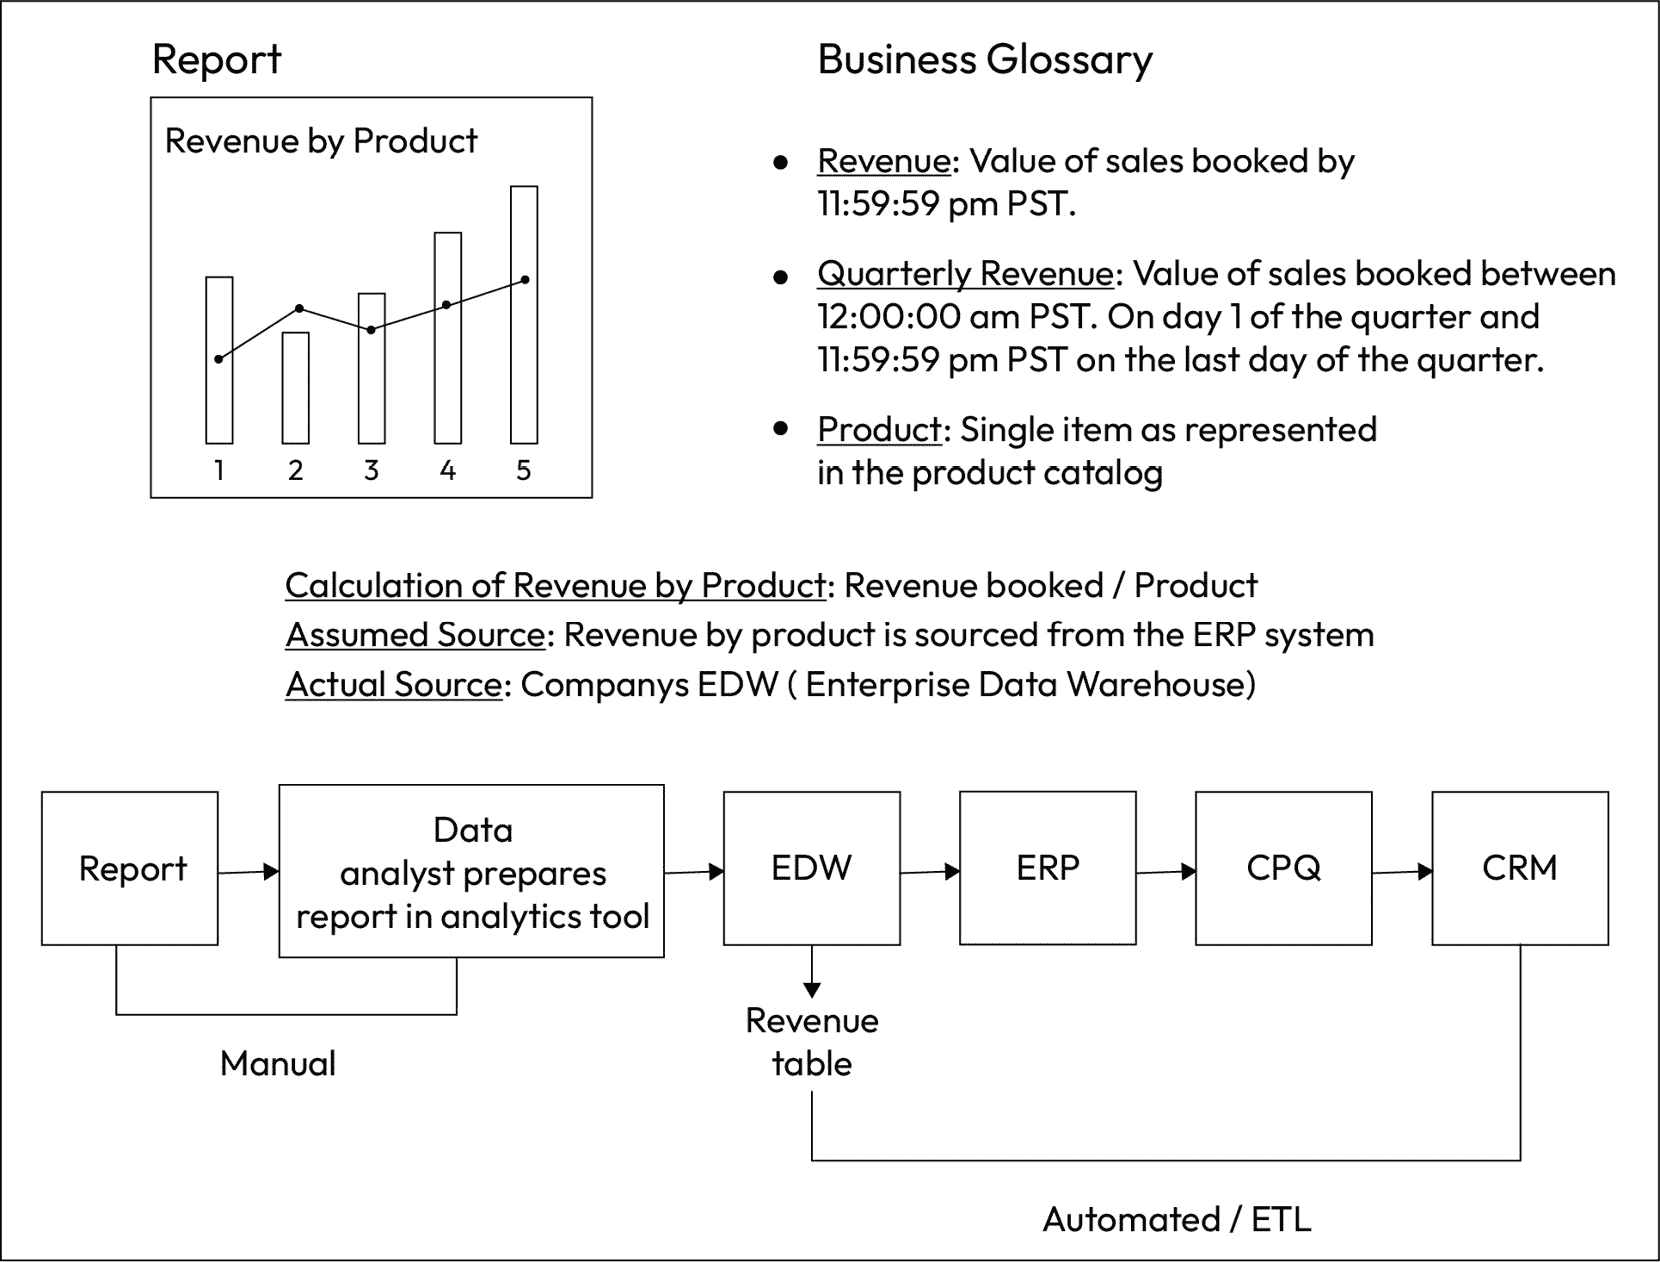 Report
Revenue by Product
1 2 3 4 5
Business Glossary
• Revenue: Value of sales booked by
11:59:59 pm PST.
• Quarterly Revenue: Value of sales booked between
12:00:00 am PST. On day 1 of the quarter and
11:59:59 pm PST on the last day of the quarter.
• Product: Single item as represented
in the product catalog
Calculation of Revenue by Product: Revenue booked / Product
Assumed Source: Revenue by product is sourced from the ERP system
Actual Source: Companys EDW ( Enterprise Data Warehouse)
Report
Data
analyst prepares
report in analytics tool
EDW
ERP
CPQ
CRM
Manual
Revenue
table
Automated / ETL